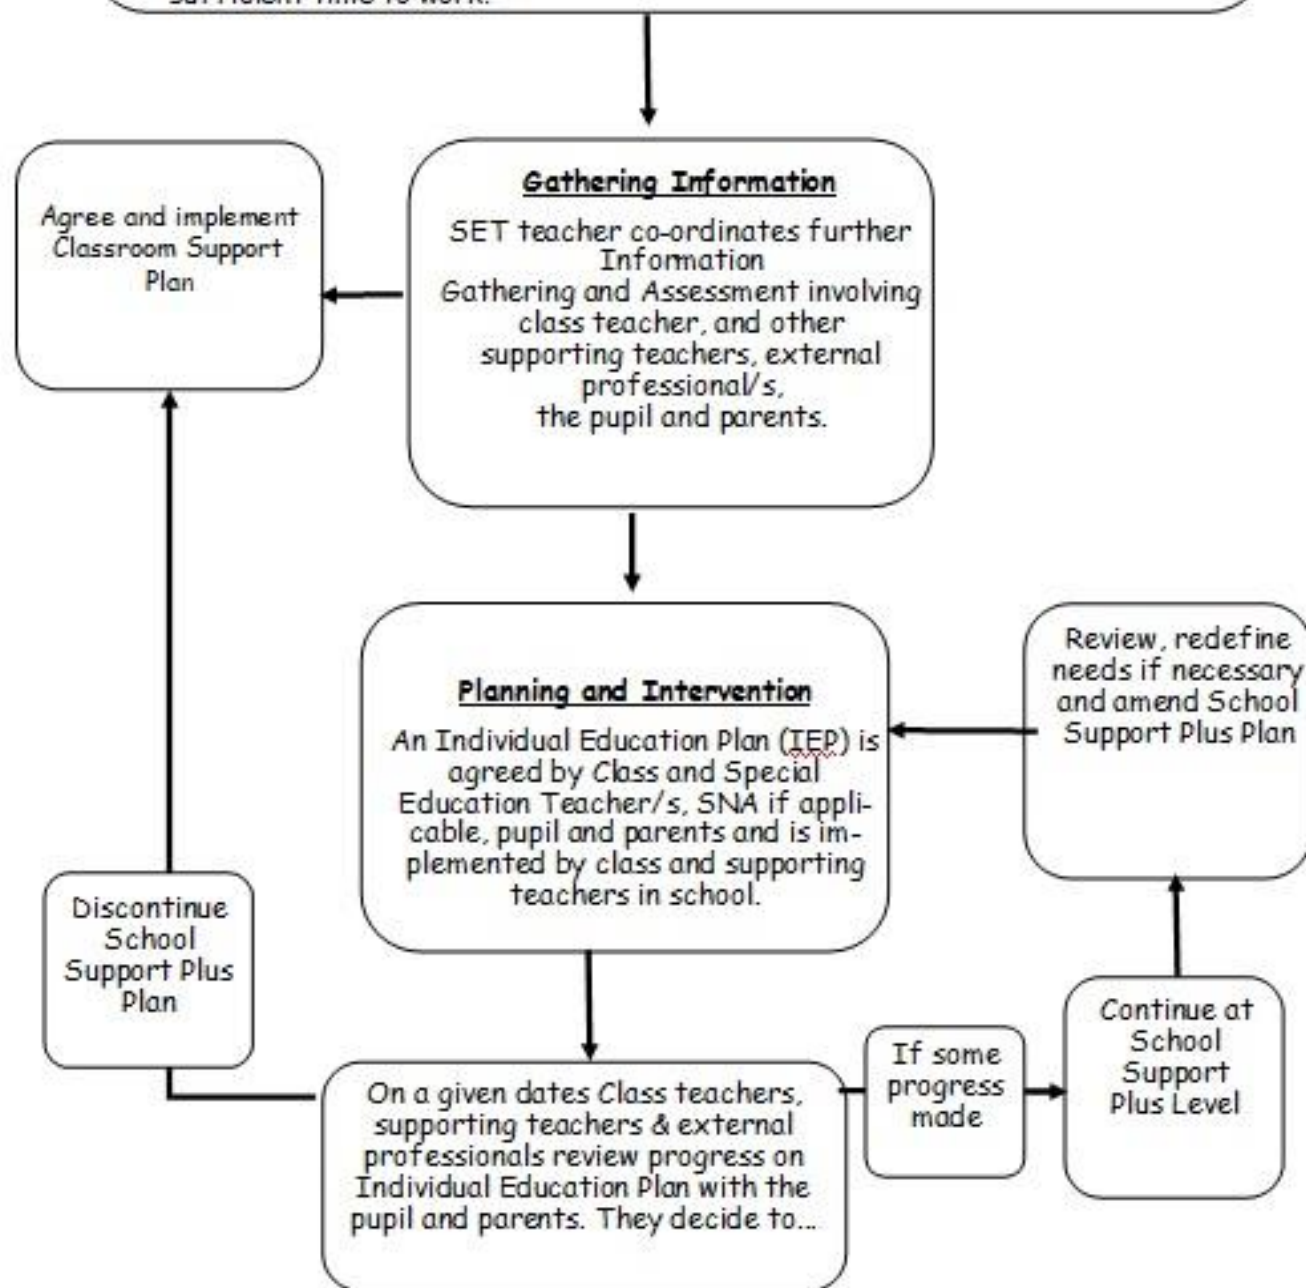 sufficient time to work.
Gathering Information
SET teacher co-ordinates further
Information
Gathering and Assessment involving
class teacher, and other
supporting teachers, external
professional/s,
the pupil and parents.
Agree and implement
Classroom Support
Plan
Planning and Intervention
An Individual Education Plan (IEP) is
agreed by Class and Special
Education Teacher/s, SNA if appli-
cable, pupil and parents and is im-
plemented by class and supporting
teachers in school.
Review, redefine
needs if necessary
and amend School
Support Plus Plan
Discontinue
School
Support Plus
Plan
On a given dates Class teachers,
supporting teachers & external
professionals review progress on
Individual Education Plan with the
pupil and parents. They decide to...
If some
progress
made
Continue at
School
Support
Plus Level